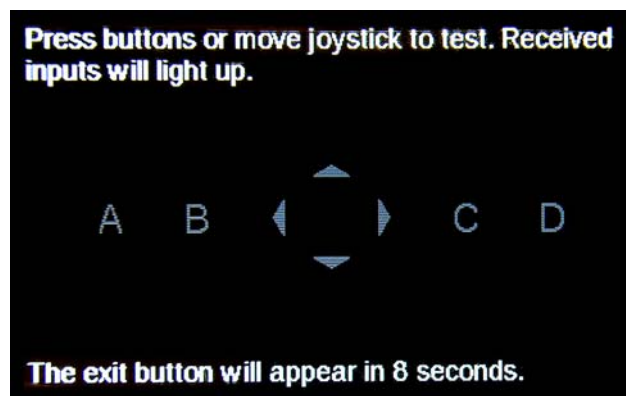 Press buttons or move joystick to test. Received
inputs will light up.
A B C D
The exit button will appear in 8 seconds.